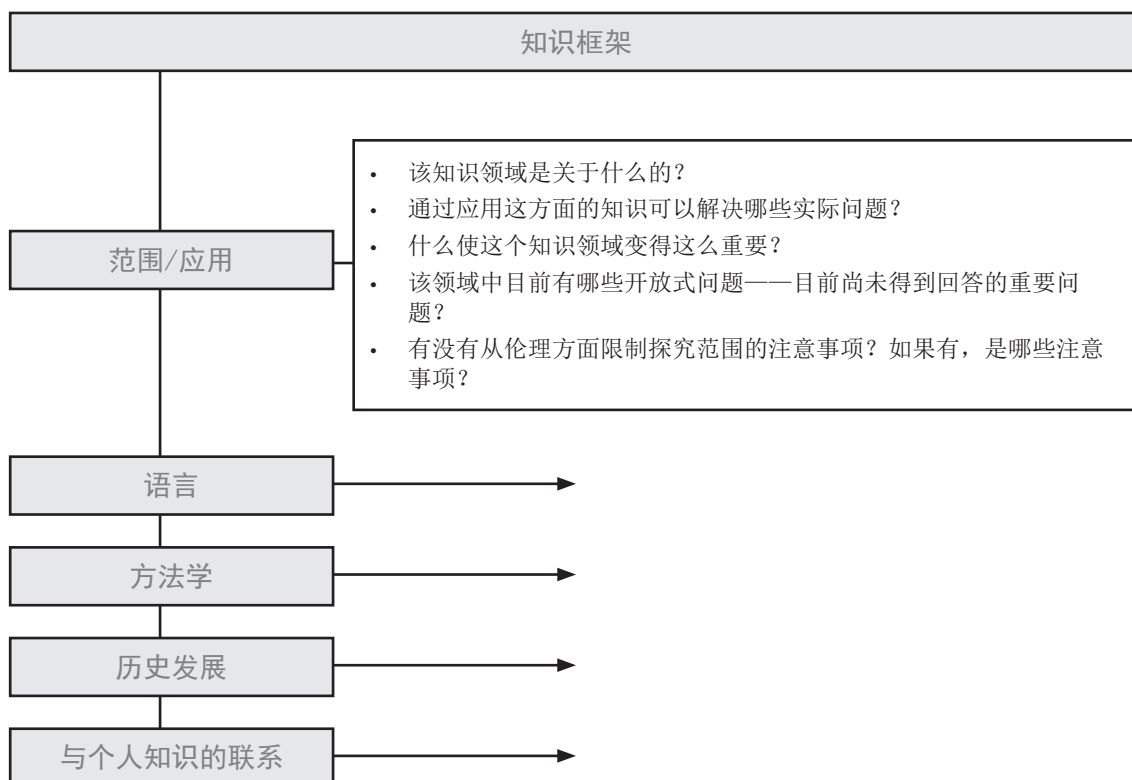 知识框架
范围/应用
• 该知识领域是关于什么的？
• 通过应用这方面的知识可以解决哪些实际问题？
• 什么使这个知识领域变得这么重要？
• 该领域中目前有哪些开放式问题——目前尚未得到回答的重要问
题？
• 有没有从伦理方面限制探究范围的注意事项？如果有，是哪些注意
事项？
语言
方法学
历史发展
与个人知识的联系